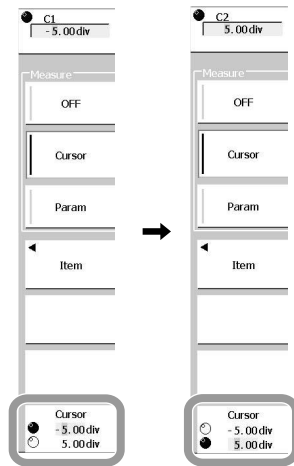 C1
-5.00div
Measure
OFF
Cursor
Param
Item
Cursor
-5.00div
5.00div
C2
5.00div
Measure
OFF
Cursor
Param
Item
Cursor
-5.00div
5.00div